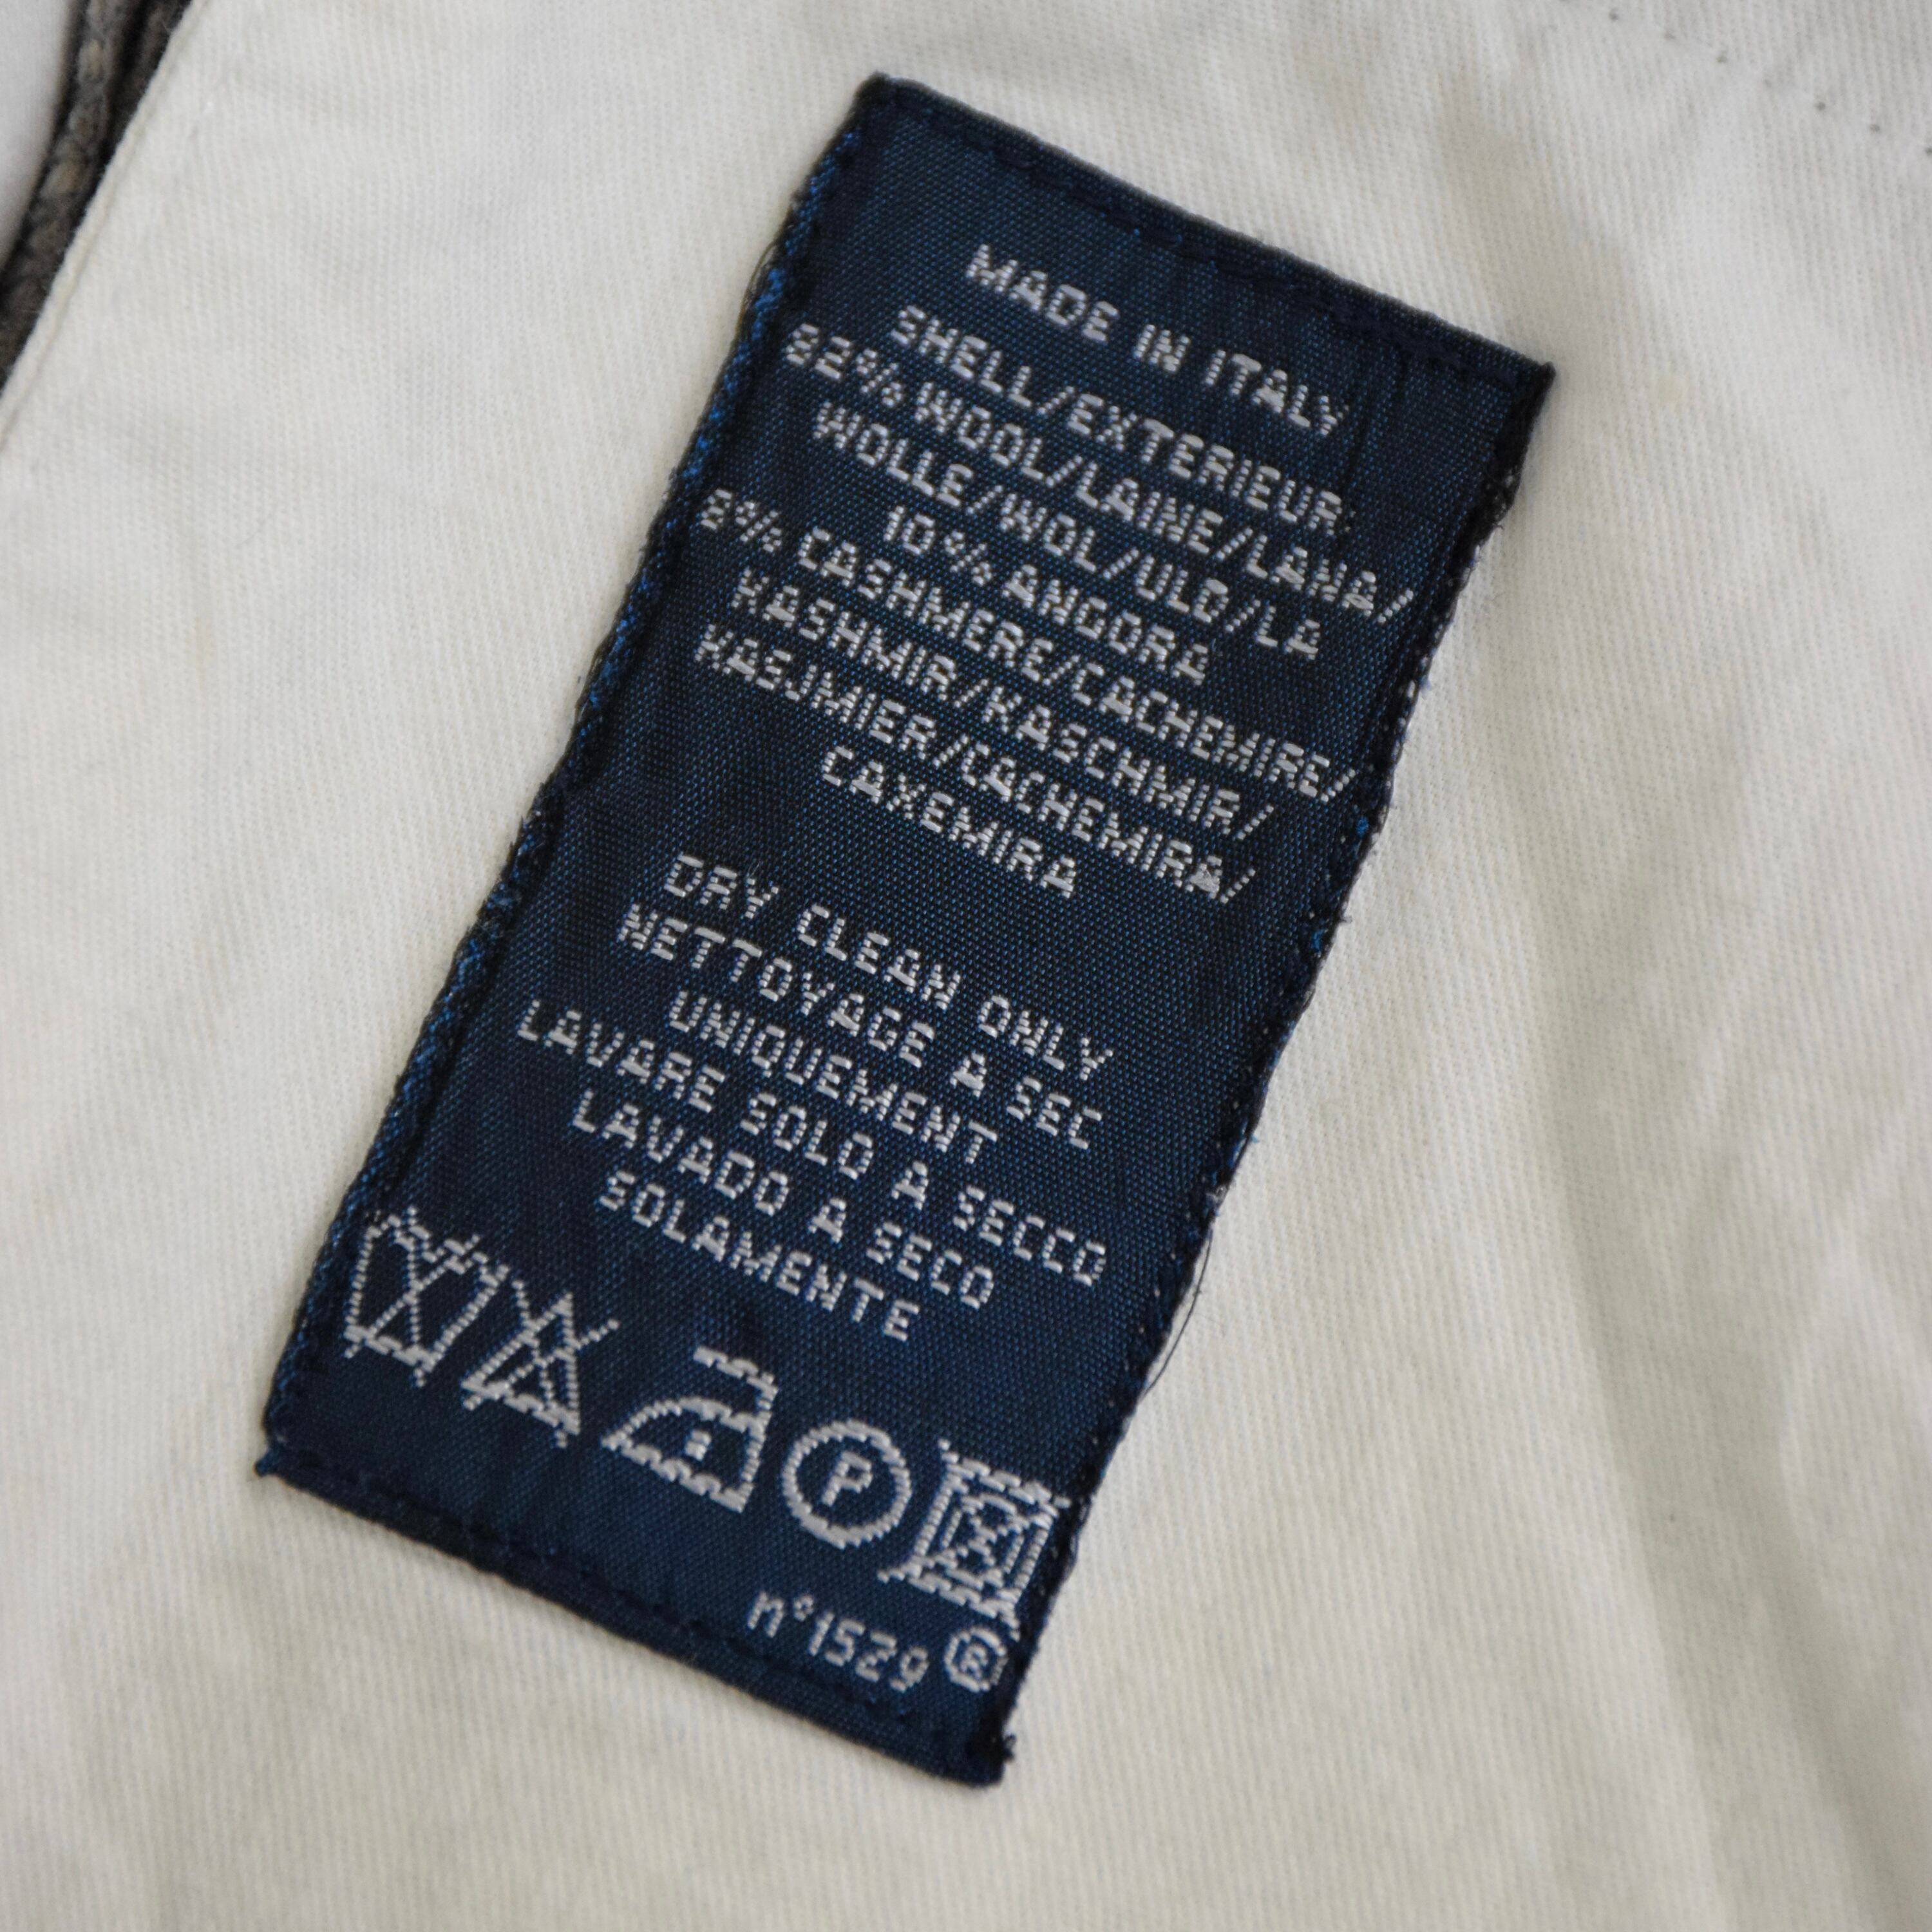 MADE IN ITALY
SHELL/EXTERIEUR:
82% WOOL/LAINE/LANA/
WOLLE/WOL/ULD/LA
10% ANGORA
8% CASHMERE/CACHEMIRE/
KASHMIR/KASCHMIR/
KASJMIER/CACHEMIRA/
CAXEMIRA
DRY CLEAN ONLY
NETTOYAGE A SEC
UNIQUEMENT
LAVARE SOLO A SECCO
LAVADO A SECO
SOLAMENTE
P
n°1529 ®